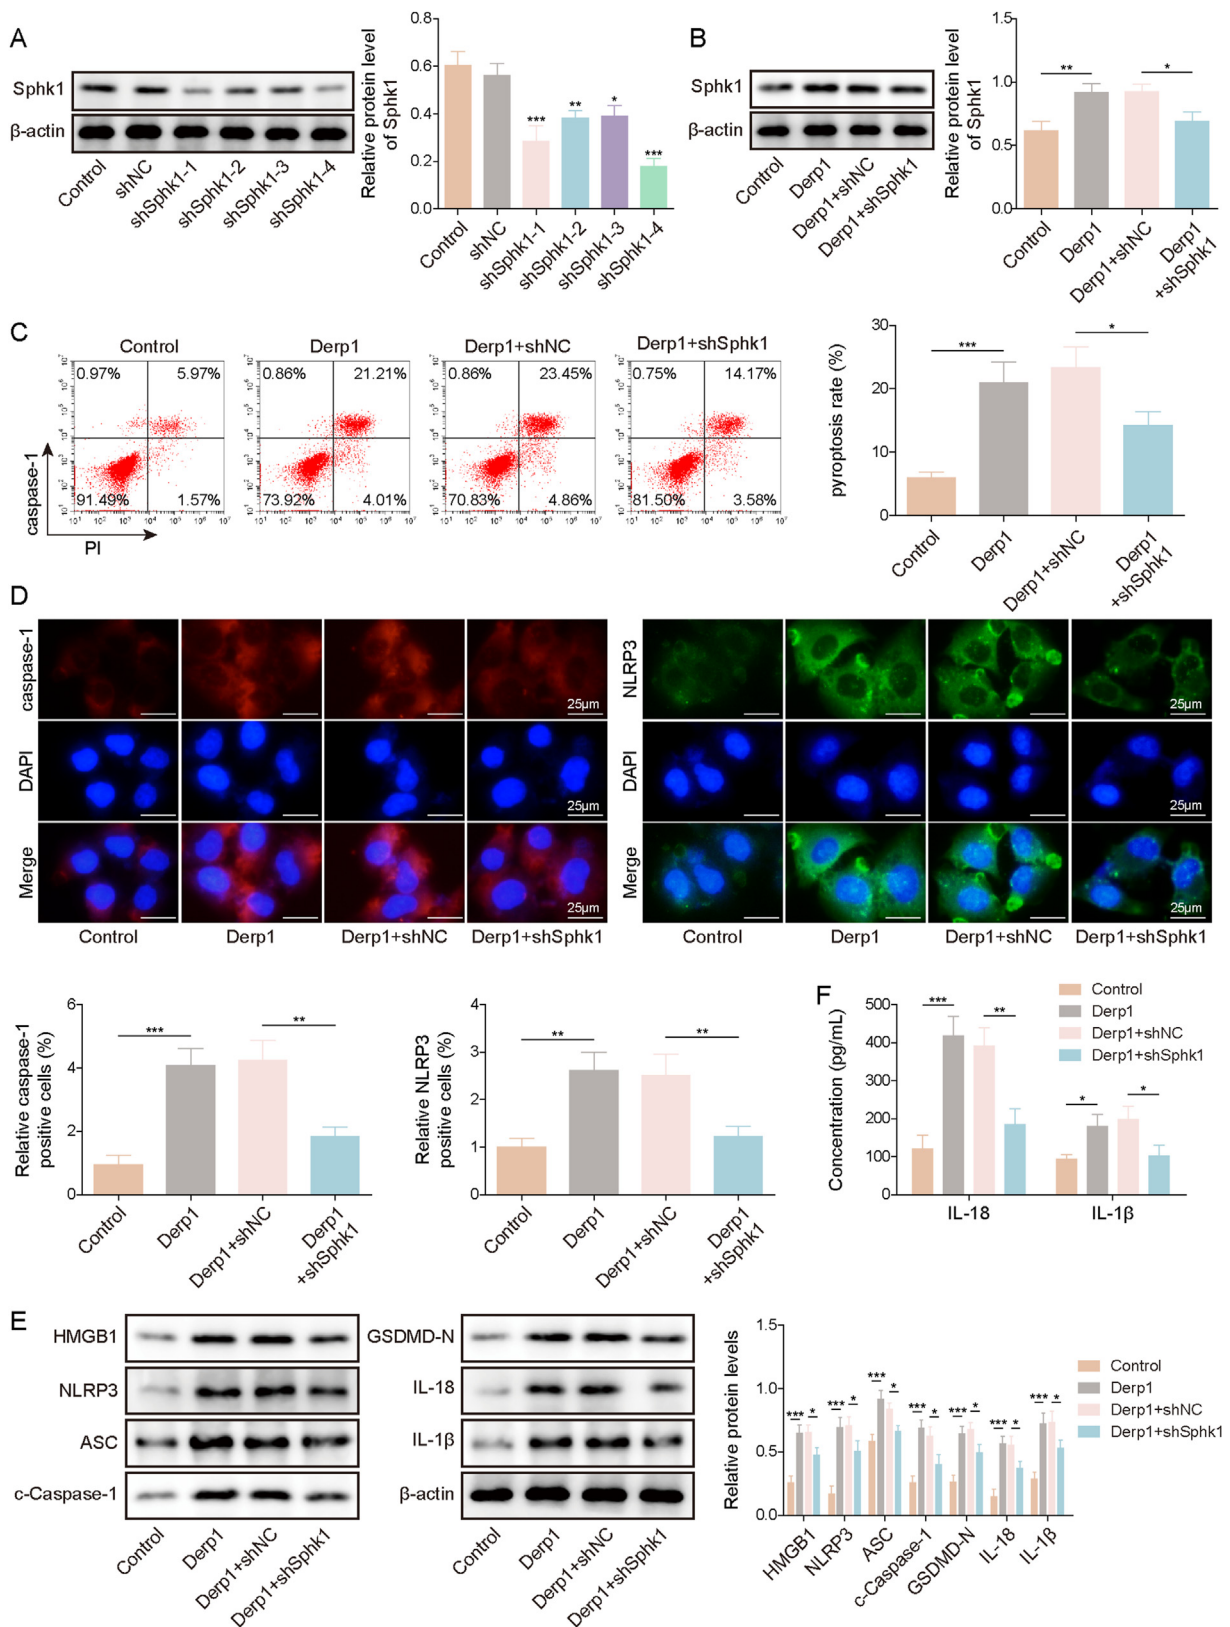 A
Sphk1
β-actin
Control
shNC
shSphk1-1
shSphk1-2
shSphk1-3
shSphk1-4
Relative protein level
of Sphk1
0.8
0.6
0.4
0.2
0.0
***
**
*
***
Control
shNC
shSphk1-1
shSphk1-2
shSphk1-3
shSphk1-4
B
Sphk1
β-actin
Control
Derp1
Derp1+shNC
Derp1+shSphk1
Relative protein level
of Sphk1
1.5
1.0
0.5
0.0
**
*
Control
Derp1
Derp1+shNC
Derp1
+shSphk1
C
Control
Derp1
Derp1+shNC
Derp1+shSphk1
0.97% 5.97%
91.49% 1.57%
0.86% 21.21%
73.92% 4.01%
0.86% 23.45%
70.83% 4.86%
0.75% 14.17%
81.50% 3.58%
caspase-1
PI
pyroptosis rate (%)
30
20
10
0
***
*
Control
Derp1
Derp1+shNC
Derp1
+shSphk1
D
caspase-1
DAPI
Merge
25μm
25μm
25μm
Control
Derp1
Derp1+shNC
Derp1+shSphk1
NLRP3
DAPI
Merge
25μm
25μm
25μm
Control
Derp1
Derp1+shNC
Derp1+shSphk1
Relative caspase-1
positive cells (%)
6
4
2
0
***
**
Control
Derp1
Derp1+shNC
Derp1
+shSphk1
Relative NLRP3
positive cells (%)
4
3
2
1
0
**
**
Control
Derp1
Derp1+shNC
Derp1
+shSphk1
F
Control
Derp1
Derp1+shNC
Derp1+shSphk1
Concentration (pg/mL)
500
400
300
200
100
0
***
**
*
*
IL-18
IL-1β
E
HMGB1
NLRP3
ASC
c-Caspase-1
Control
Derp1
Derp1+shNC
Derp1+shSphk1
GSDMD-N
IL-18
IL-1β
β-actin
Control
Derp1
Derp1+shNC
Derp1+shSphk1
Relative protein levels
1.5
1.0
0.5
0.0
*** *
*** *
*** *
*** *
*** *
*** *
*** *
HMGB1
NLRP3
ASC
c-Caspase-1
GSDMD-N
IL-18
IL-1β
Control
Derp1
Derp1+shNC
Derp1+shSphk1